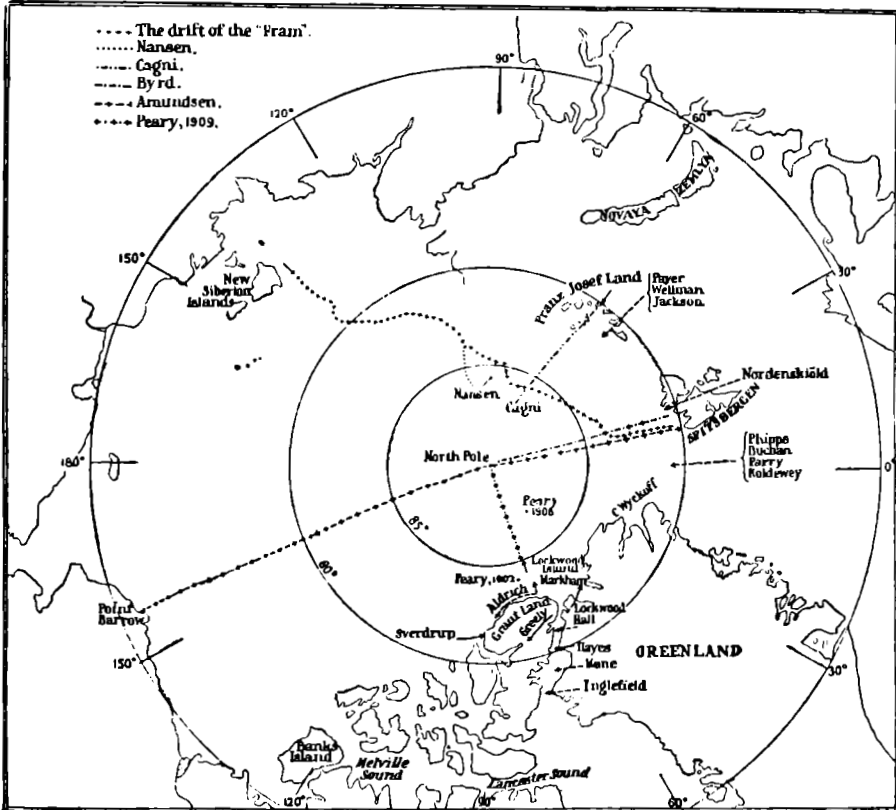 The drift of the "Fram".
Nansen.
Cagni.
Byrd.
Amundsen.
Peary, 1909.
90°
120°
60°
NOVAYA ZEMLYN
150°
30°
New
Siberian
Islands
Franz Josef Land
Payer
Wellman
Jackson
Nansen
Cagni
Nordenskiöld
SPITSBERGEN
North Pole
Phipps
Buchan
Parry
Koldewey
180°
0°
Peary
1906
C Wyckoff
85°
80°
Lockwood
Island
Markham
Peary, 1902
Aldrich
Grant Land
Greely
Lockwood
Hall
Point
Barrow
Sverdrup
Hayes
Kane
GREENLAND
Inglefield
150°
30°
Banks
Island
Melville
Sound
Lancaster Sound
120°
90°
60°